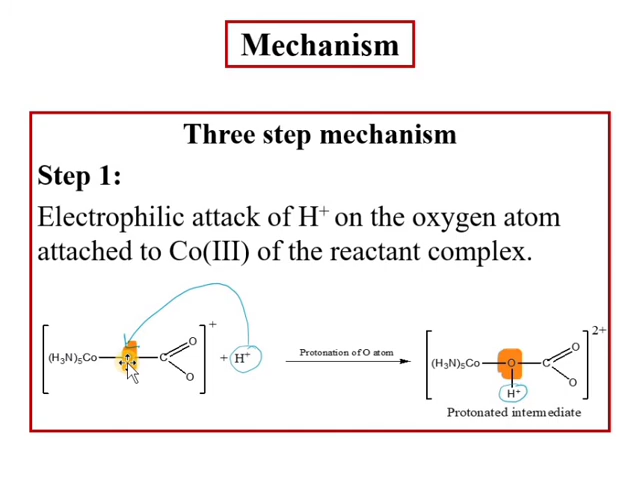 Mechanism
Three step mechanism
Step 1:
Electrophilic attack of H⁺ on the oxygen atom
attached to Co(III) of the reactant complex.
(H₃N)₅Co O C O O + + H⁺
Protonation of O atom
(H₃N)₅Co O C O O 2+
H⁺
Protonated intermediate